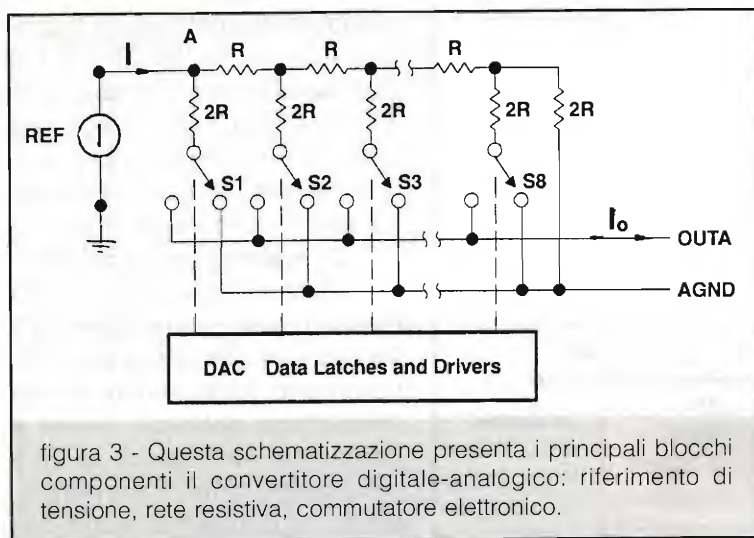 I
A
R
R
R
2R
2R
2R
2R
2R
REF
I
S1
S2
S3
S8
Io
OUTA
AGND
DAC Data Latches and Drivers
figura 3 - Questa schematizzazione presenta i principali blocchi
componenti il convertitore digitale-analogico: riferimento di
tensione, rete resistiva, commutatore elettronico.